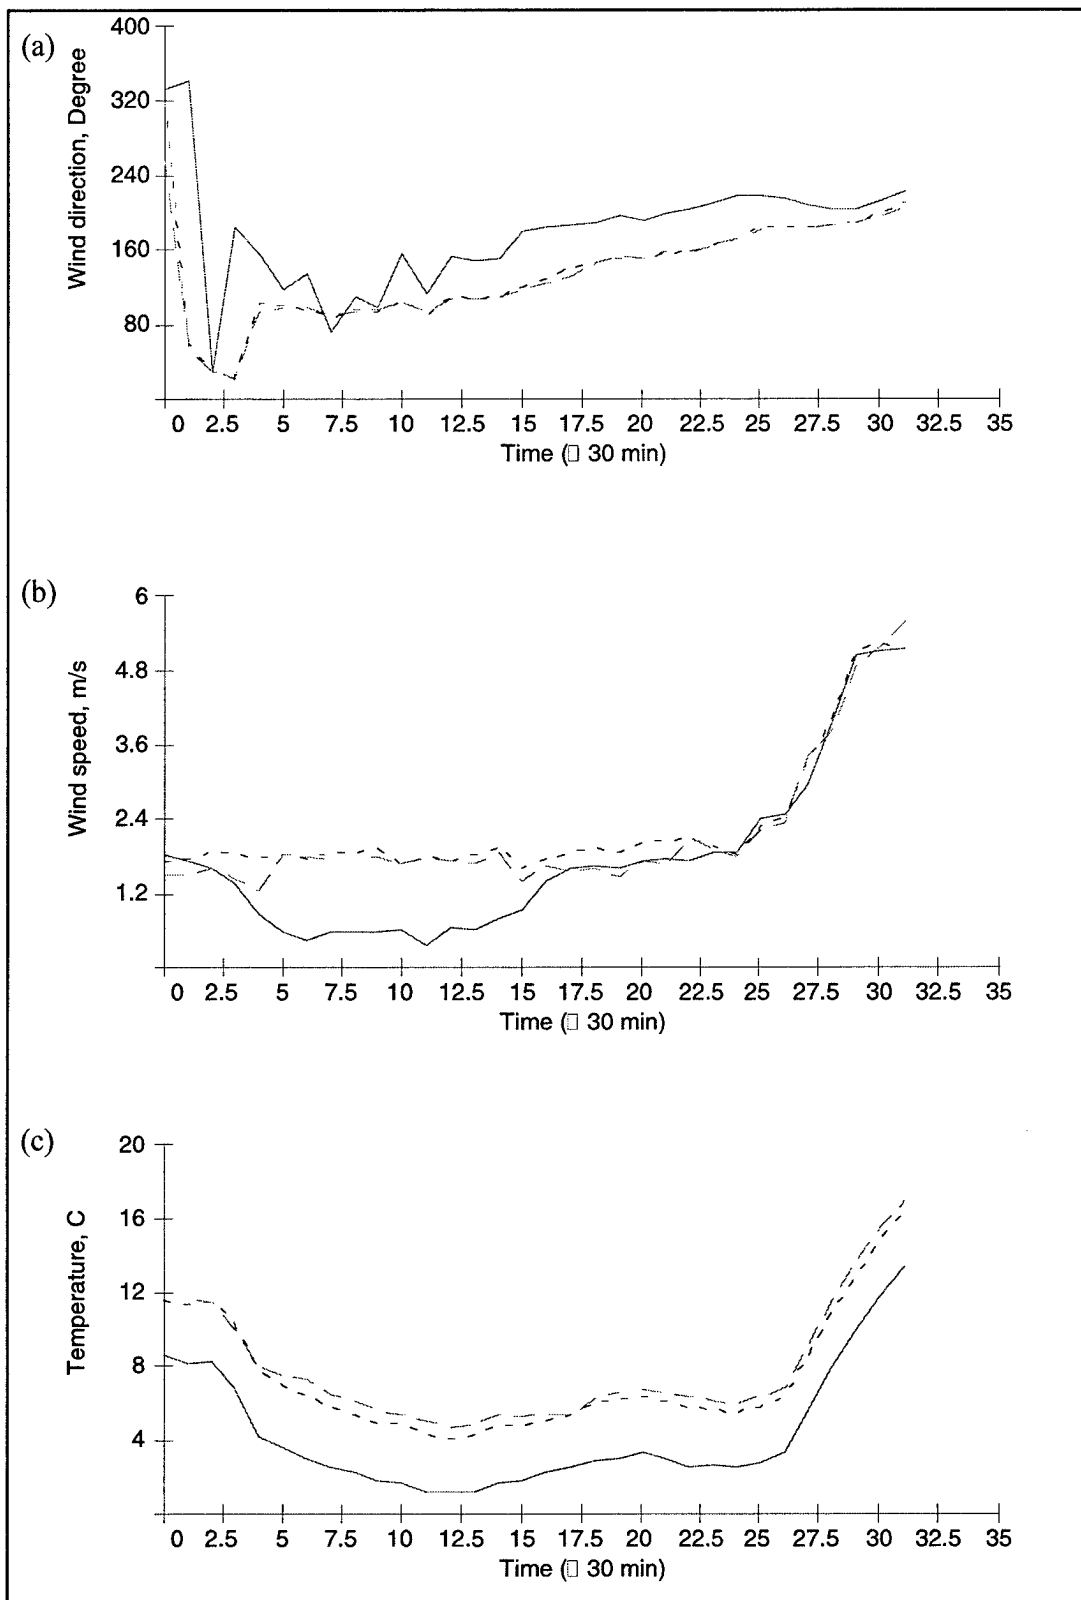 (a)
Wind direction, Degree
400
320
240
160
80
0 2.5 5 7.5 10 12.5 15 17.5 20 22.5 25 27.5 30 32.5 35
Time (▯ 30 min)
(b)
Wind speed, m/s
6
4.8
3.6
2.4
1.2
0 2.5 5 7.5 10 12.5 15 17.5 20 22.5 25 27.5 30 32.5 35
Time (▯ 30 min)
(c)
Temperature, C
20
16
12
8
4
0 2.5 5 7.5 10 12.5 15 17.5 20 22.5 25 27.5 30 32.5 35
Time (▯ 30 min)